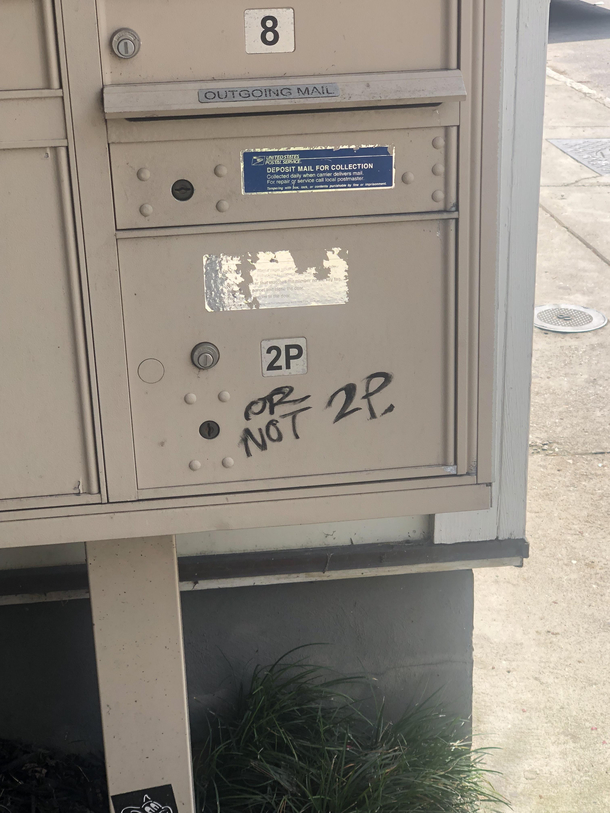 8
OUTGOING MAIL
UNITED STATES
POSTAL SERVICE
DEPOSIT MAIL FOR COLLECTION
Collected daily when carrier delivers mail.
For repair or service call local postmaster
2P
OR
NOT 2P.